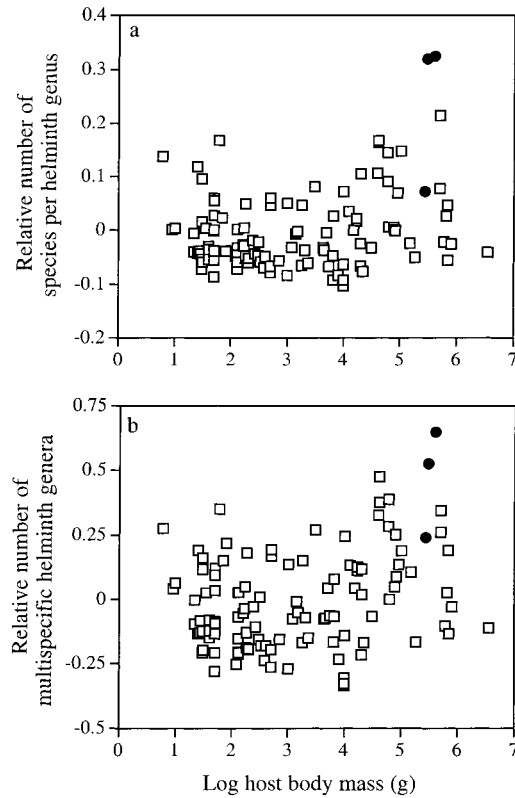 a
Relative number of
species per helminth genus
0.4
0.3
0.2
0.1
0
-0.1
-0.2
0 1 2 3 4 5 6 7
b
Relative number of
multispecific helminth genera
0.75
0.5
0.25
0
-0.25
-0.5
0 1 2 3 4 5 6 7
Log host body mass (g)